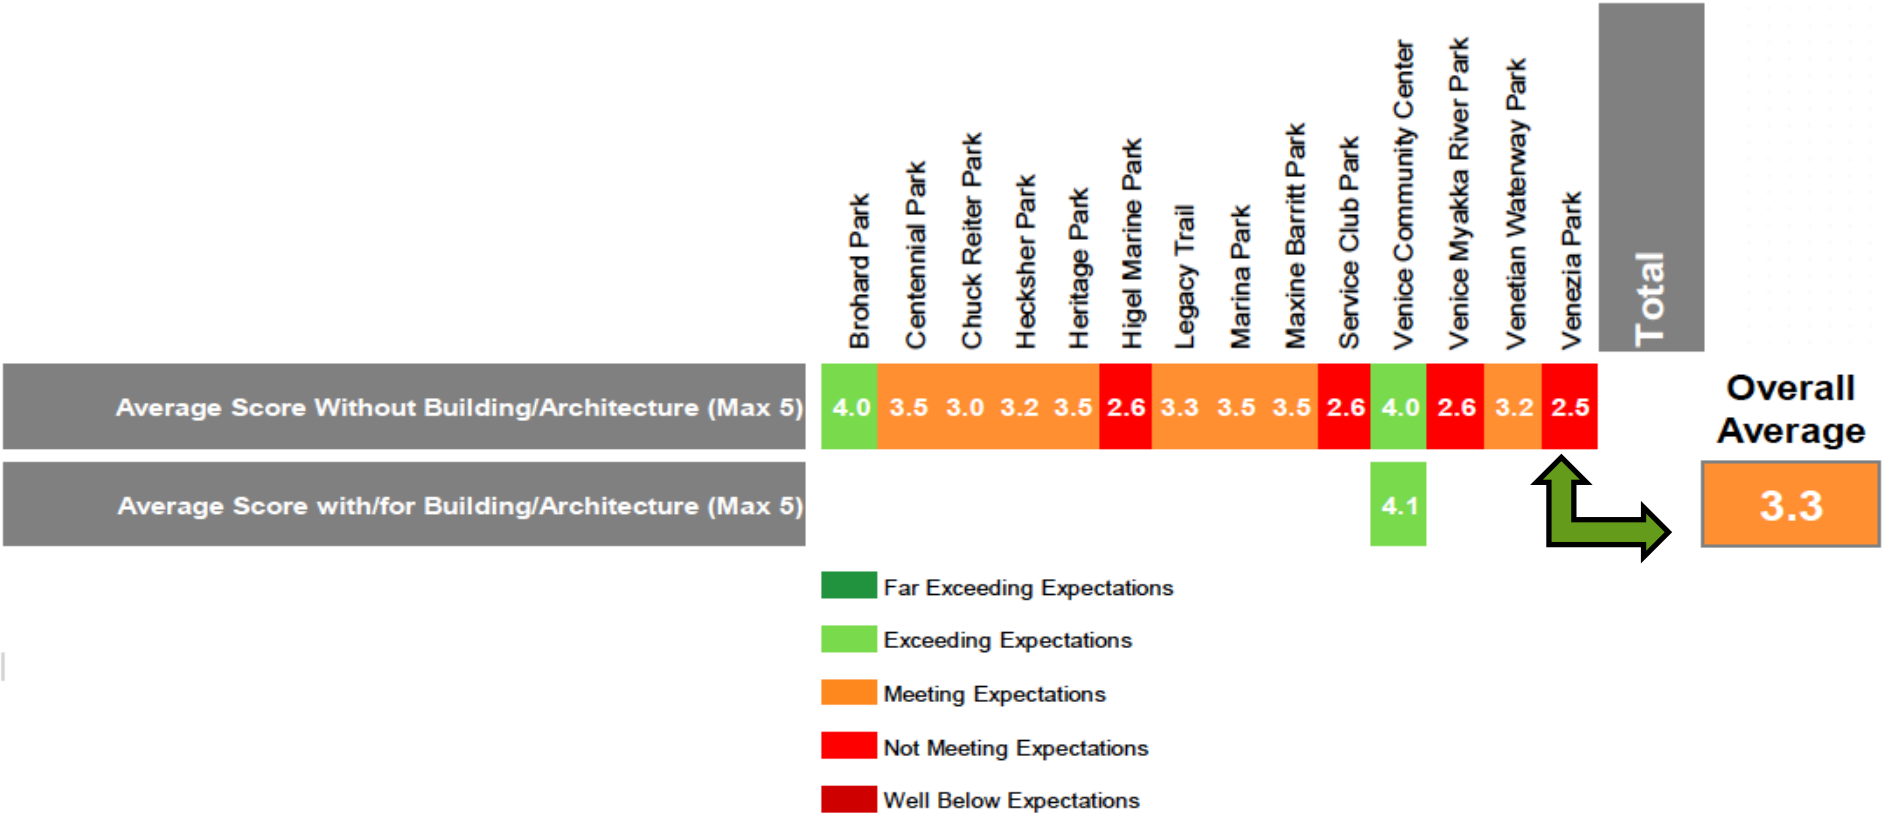 Brohard Park
Centennial Park
Chuck Reiter Park
Hecksher Park
Heritage Park
Higel Marine Park
Legacy Trail
Marina Park
Maxine Barritt Park
Service Club Park
Venice Community Center
Venice Myakka River Park
Venetian Waterway Park
Venezia Park
Total
Average Score Without Building/Architecture (Max 5) 4.0 3.5 3.0 3.2 3.5 2.6 3.3 3.5 3.5 2.6 4.0 2.6 3.2 2.5
Overall
Average
Average Score with/for Building/Architecture (Max 5) 4.1
3.3
Far Exceeding Expectations
Exceeding Expectations
Meeting Expectations
Not Meeting Expectations
Well Below Expectations